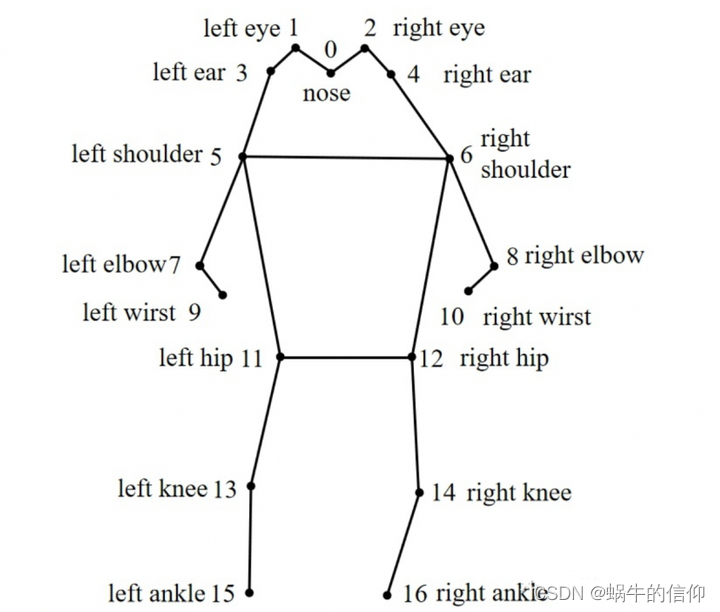 left eye 1
2 right eye
0
left ear 3
4 right ear
nose
left shoulder 5
6 right
shoulder
left elbow7
8 right elbow
left wirst 9
10 right wirst
left hip 11
12 right hip
left knee 13
14 right knee
left ankle 15
16 right ankle
CSDN @蜗牛的信仰